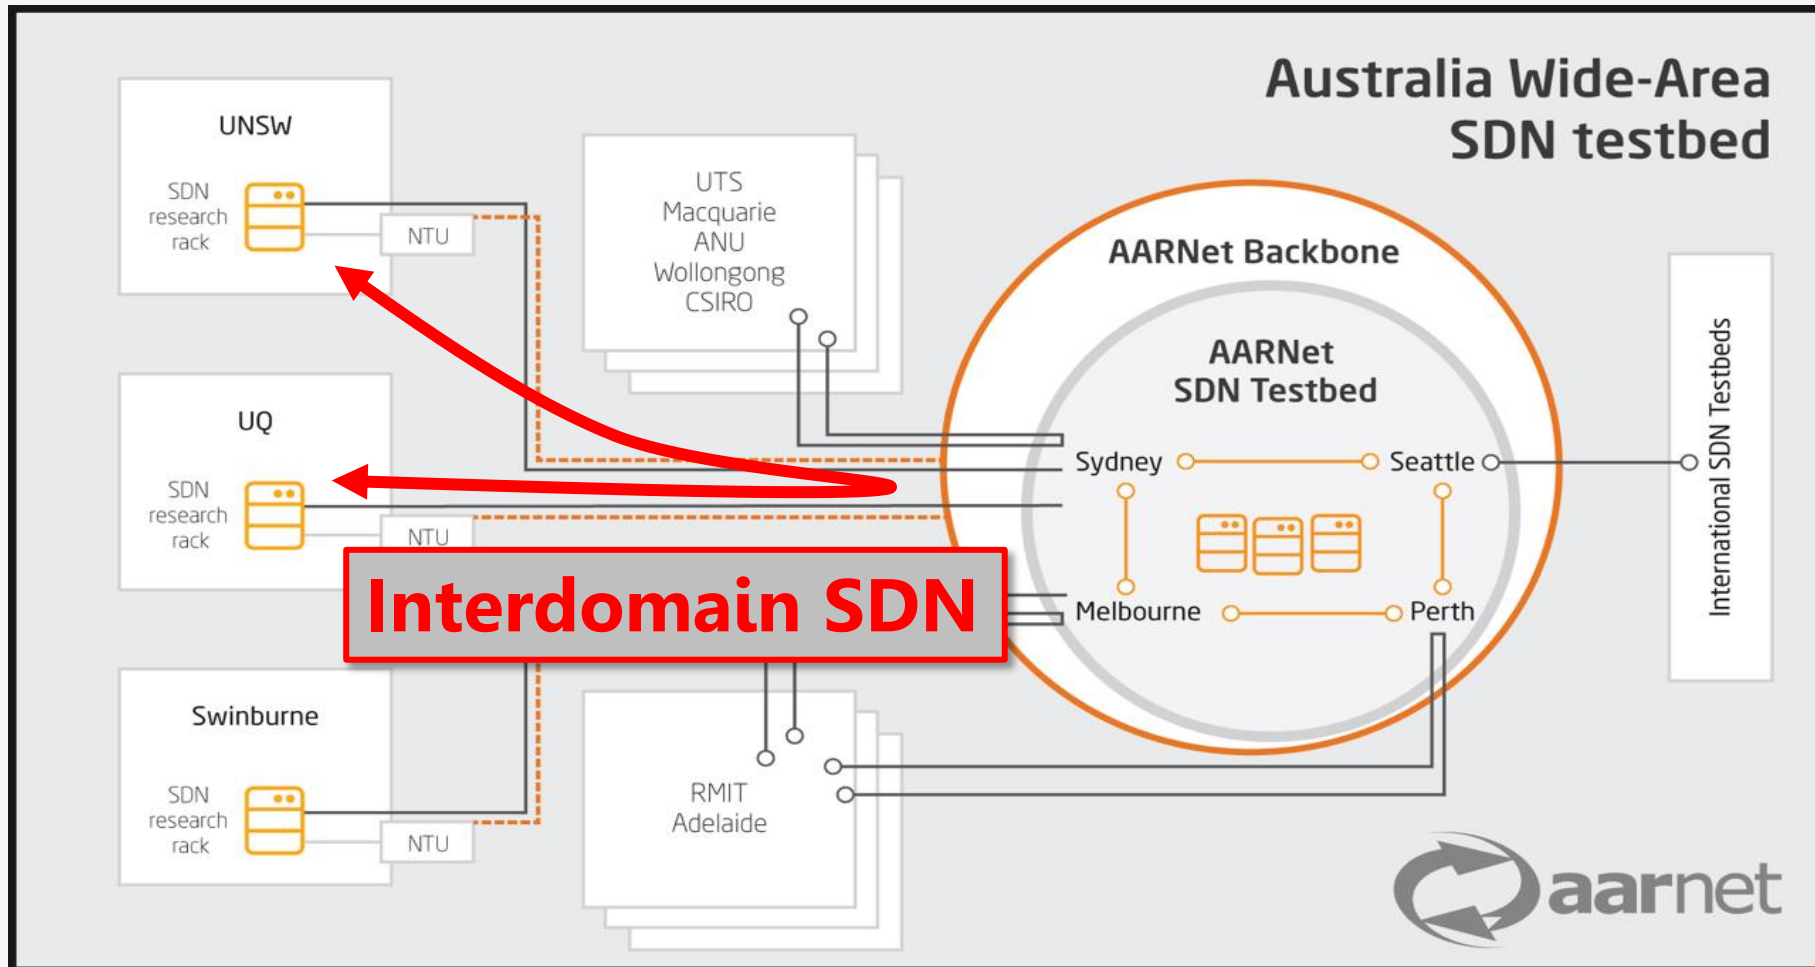 Australia Wide-Area
SDN testbed
UNSW
SDN
research
rack
NTU
UTS
Macquarie
ANU
Wollongong
CSIRO
AARNet Backbone
AARNet
SDN Testbed
Sydney
Seattle
Melbourne
Perth
International SDN Testbeds
UQ
SDN
research
rack
NTU
Interdomain SDN
Swinburne
SDN
research
rack
NTU
RMIT
Adelaide
aarnet